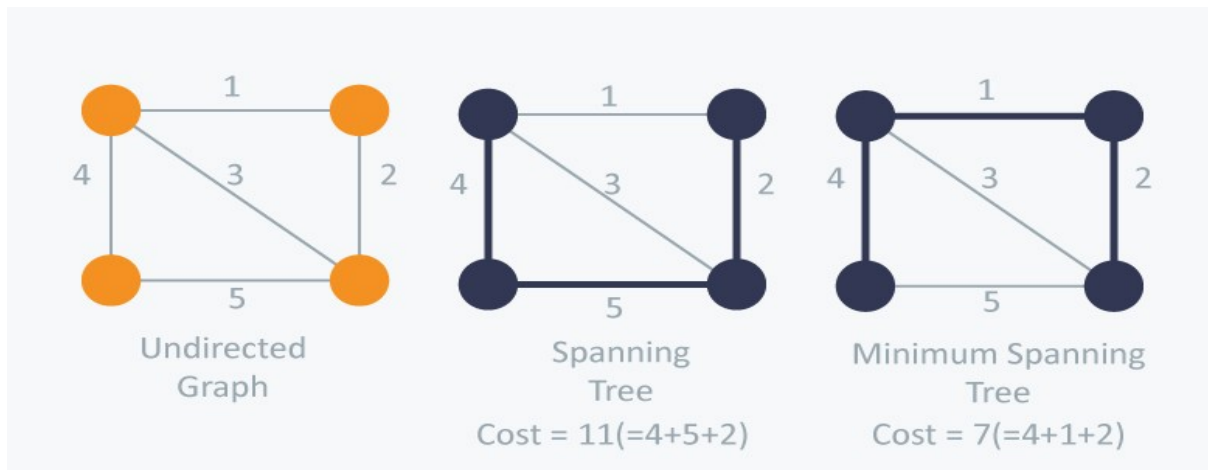 1
4
3
2
5
Undirected
Graph
1
4
3
2
5
Spanning
Tree
Cost = 11(=4+5+2)
1
4
3
2
5
Minimum Spanning
Tree
Cost = 7(=4+1+2)